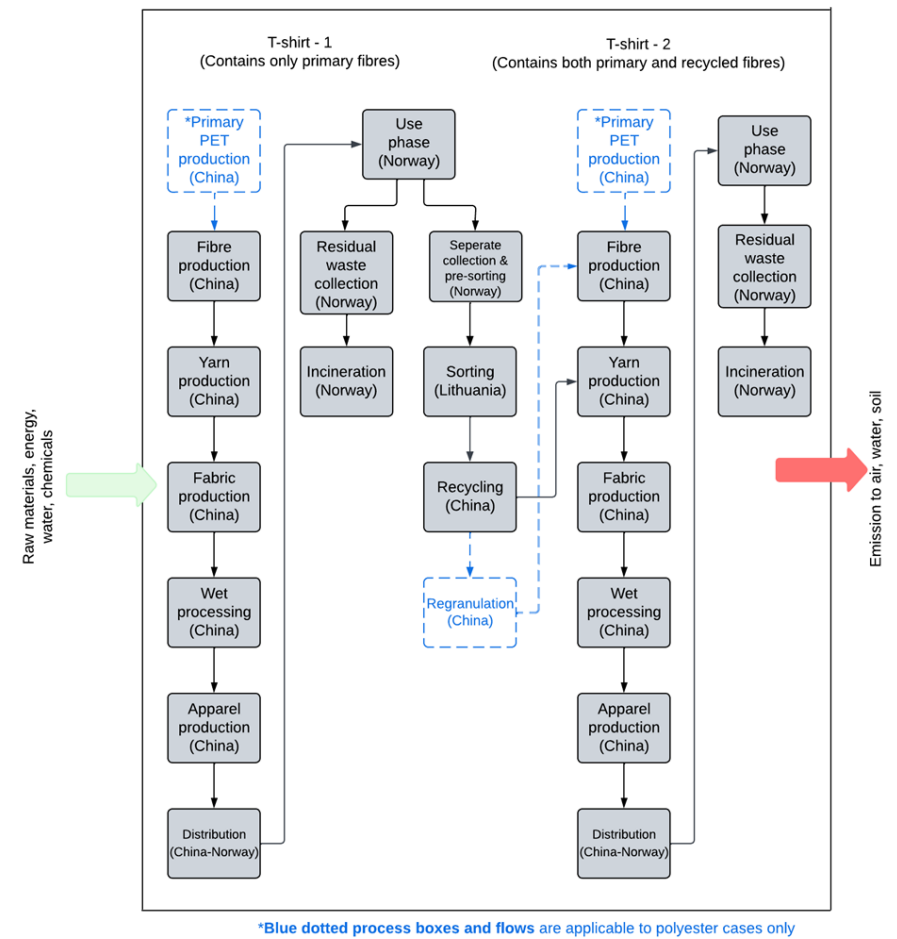 T-shirt - 1
(Contains only primary fibres)
T-shirt - 2
(Contains both primary and recycled fibres)
*Primary
PET
production
(China)
Fibre
production
(China)
Yarn
production
(China)
Fabric
production
(China)
Wet
processing
(China)
Apparel
production
(China)
Distribution
(China-Norway)
Use
phase
(Norway)
Residual
waste
collection
(Norway)
Incineration
(Norway)
Seperate
collection &
pre-sorting
(Norway)
Sorting
(Lithuania)
Recycling
(China)
Regranulation
(China)
*Primary
PET
production
(China)
Fibre
production
(China)
Yarn
production
(China)
Fabric
production
(China)
Wet
processing
(China)
Apparel
production
(China)
Distribution
(China-Norway)
Use
phase
(Norway)
Residual
waste
collection
(Norway)
Incineration
(Norway)
Raw materials, energy,
water, chemicals
Emission to air, water, soil
*Blue dotted process boxes and flows are applicable to polyester cases only